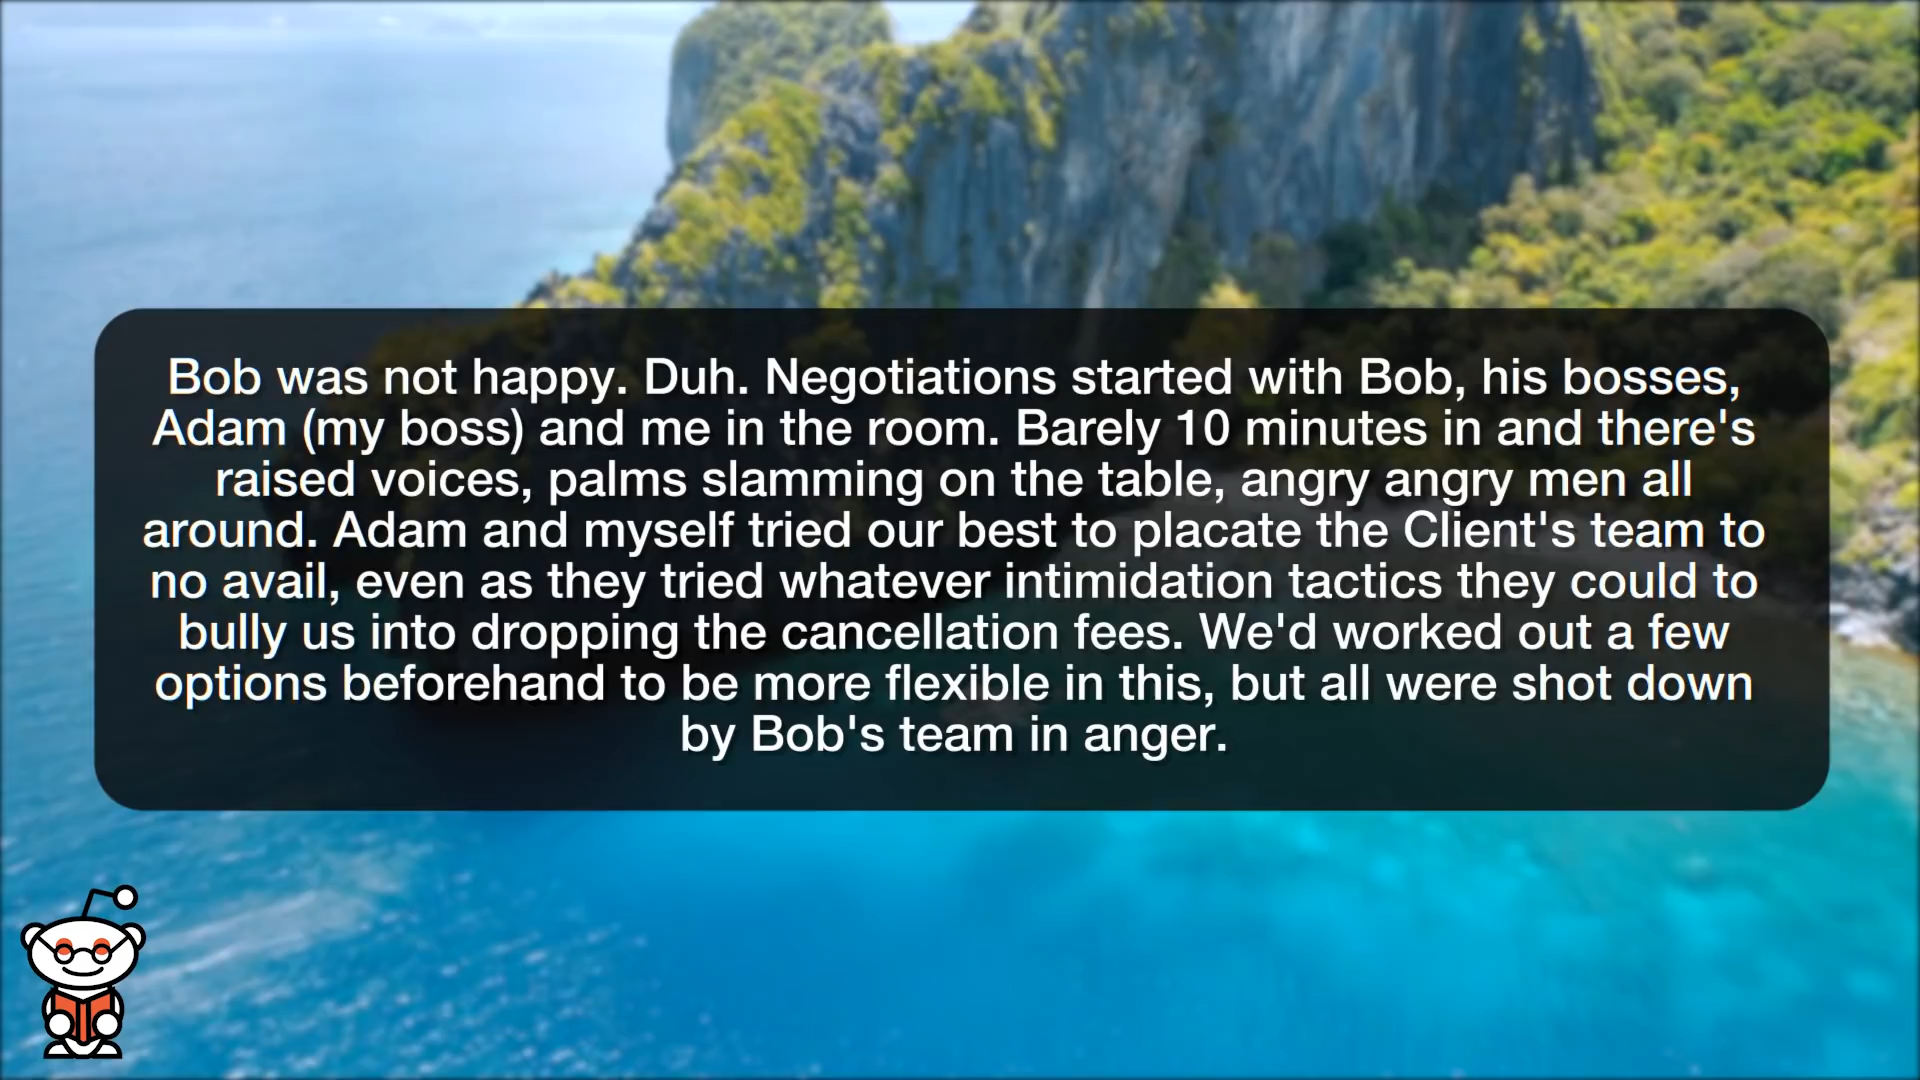 Bob was not happy. Duh. Negotiations started with Bob, his bosses,
Adam (my boss) and me in the room. Barely 10 minutes in and there's
raised voices, palms slamming on the table, angry angry men all
around. Adam and myself tried our best to placate the Client's team to
no avail, even as they tried whatever intimidation tactics they could to
bully us into dropping the cancellation fees. We'd worked out a few
options beforehand to be more flexible in this, but all were shot down
by Bob's team in anger.